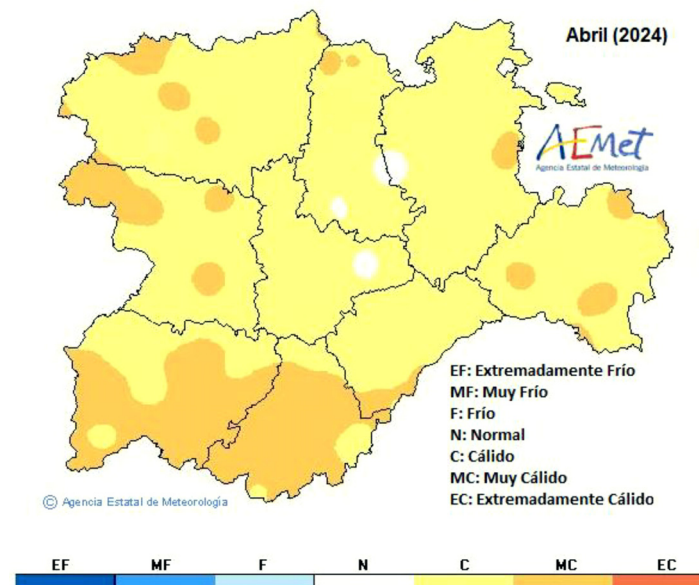 Abril (2024)
AEMet
Agencia Estatal de Meteorología
EF: Extremadamente Frío
MF: Muy Frío
F: Frío
N: Normal
C: Cálido
MC: Muy Cálido
EC: Extremadamente Cálido
© Agencia Estatal de Meteorología
EF MF F N C MC EC